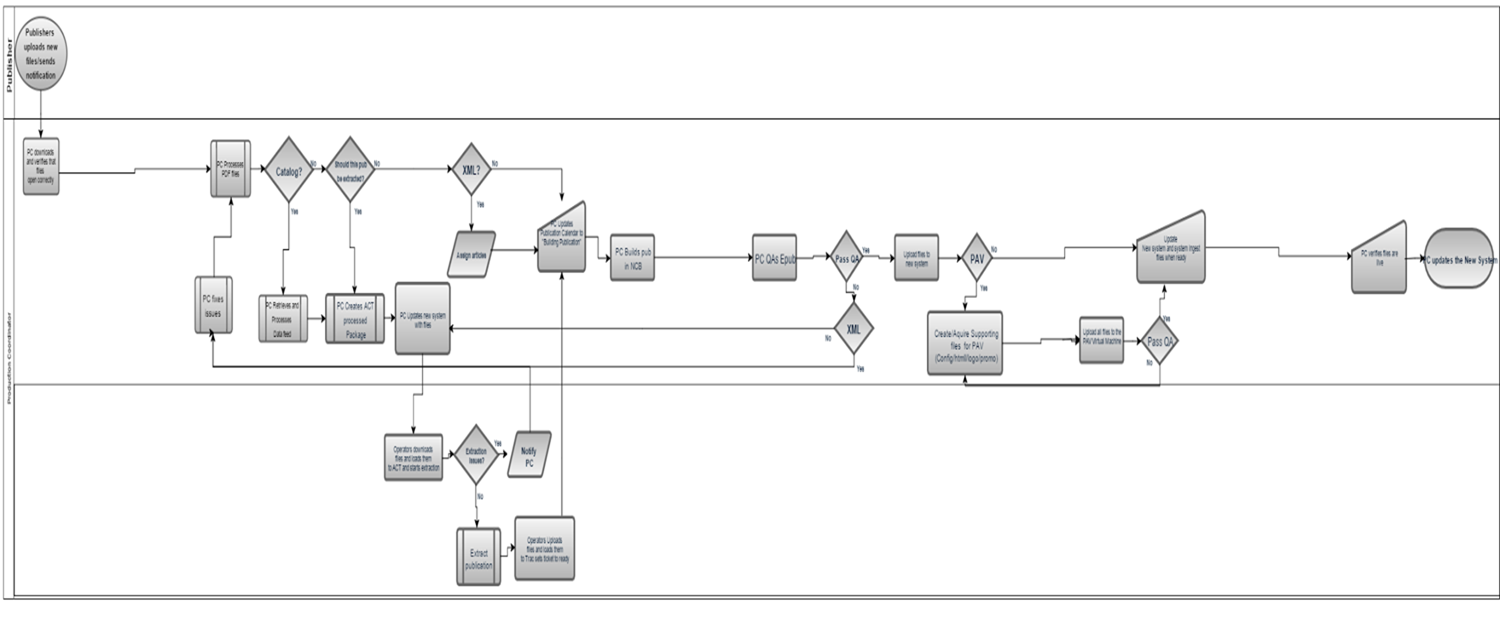 Publisher
Publishers
uploads new
files/sends
notification
Production Coordinator
PC downloads
and verifies that
files
open correctly
PC Processes
PDF files
Catalog?
No
Yes
Should this pub
be extracted?
No
Yes
XML?
No
Yes
Assign articles
PC Updates
Publication Calendar to
"Building Publication"
PC Builds pub
in NCB
PC QAs Epub
Pass QA
Yes
No
Upload files to
new system
PAV
No
Yes
Update
New system and system ingest
files when ready
PC verifies files are
live
C updates the New System
PC fixes
issues
PC Retrieves and
Processes
Data feed
PC Creates ACT
processed
Package
PC Updates new system
with files
XML
No
Yes
Create/Aquire Supporting
files for PAV
(Config/html/logo/promo)
Upload all files to the
PAV Virtual Machine
Pass QA
Yes
No
Operators downloads
files and loads them
to ACT and starts extraction
Extraction
Issues?
Yes
No
Notify
PC
Extract
publication
Operators Uploads
files and loads them
to Trac sets ticket to ready